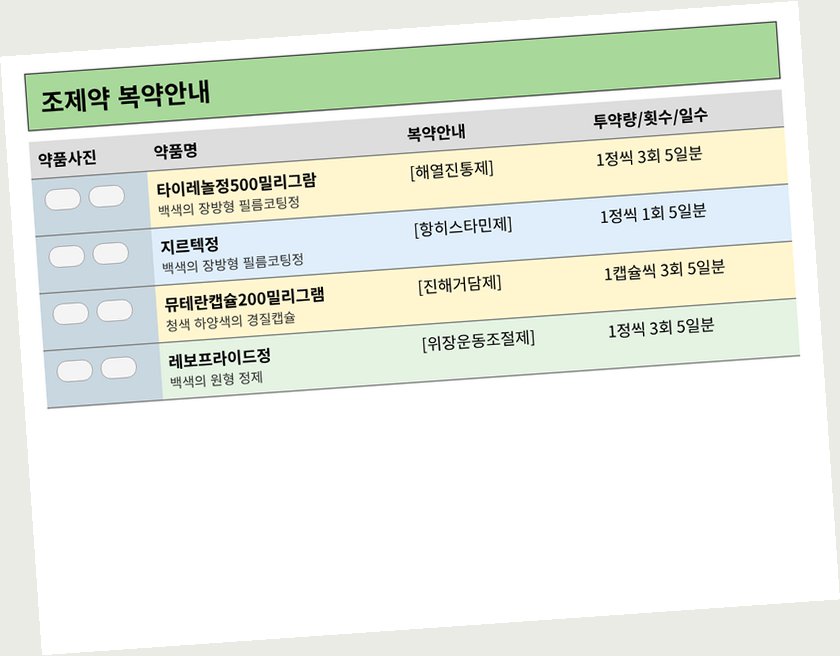 조제약 복약안내
약품사진 약품명 복약안내 투약량/횟수/일수
타이레놀정500밀리그람 [해열진통제] 1정씩 3회 5일분
백색의 장방형 필름코팅정
지르텍정 [항히스타민제] 1정씩 1회 5일분
백색의 장방형 필름코팅정
뮤테란캡슐200밀리그램 [진해거담제] 1캡슐씩 3회 5일분
청색 하양색의 경질캡슐
레보프라이드정 [위장운동조절제] 1정씩 3회 5일분
백색의 원형 정제